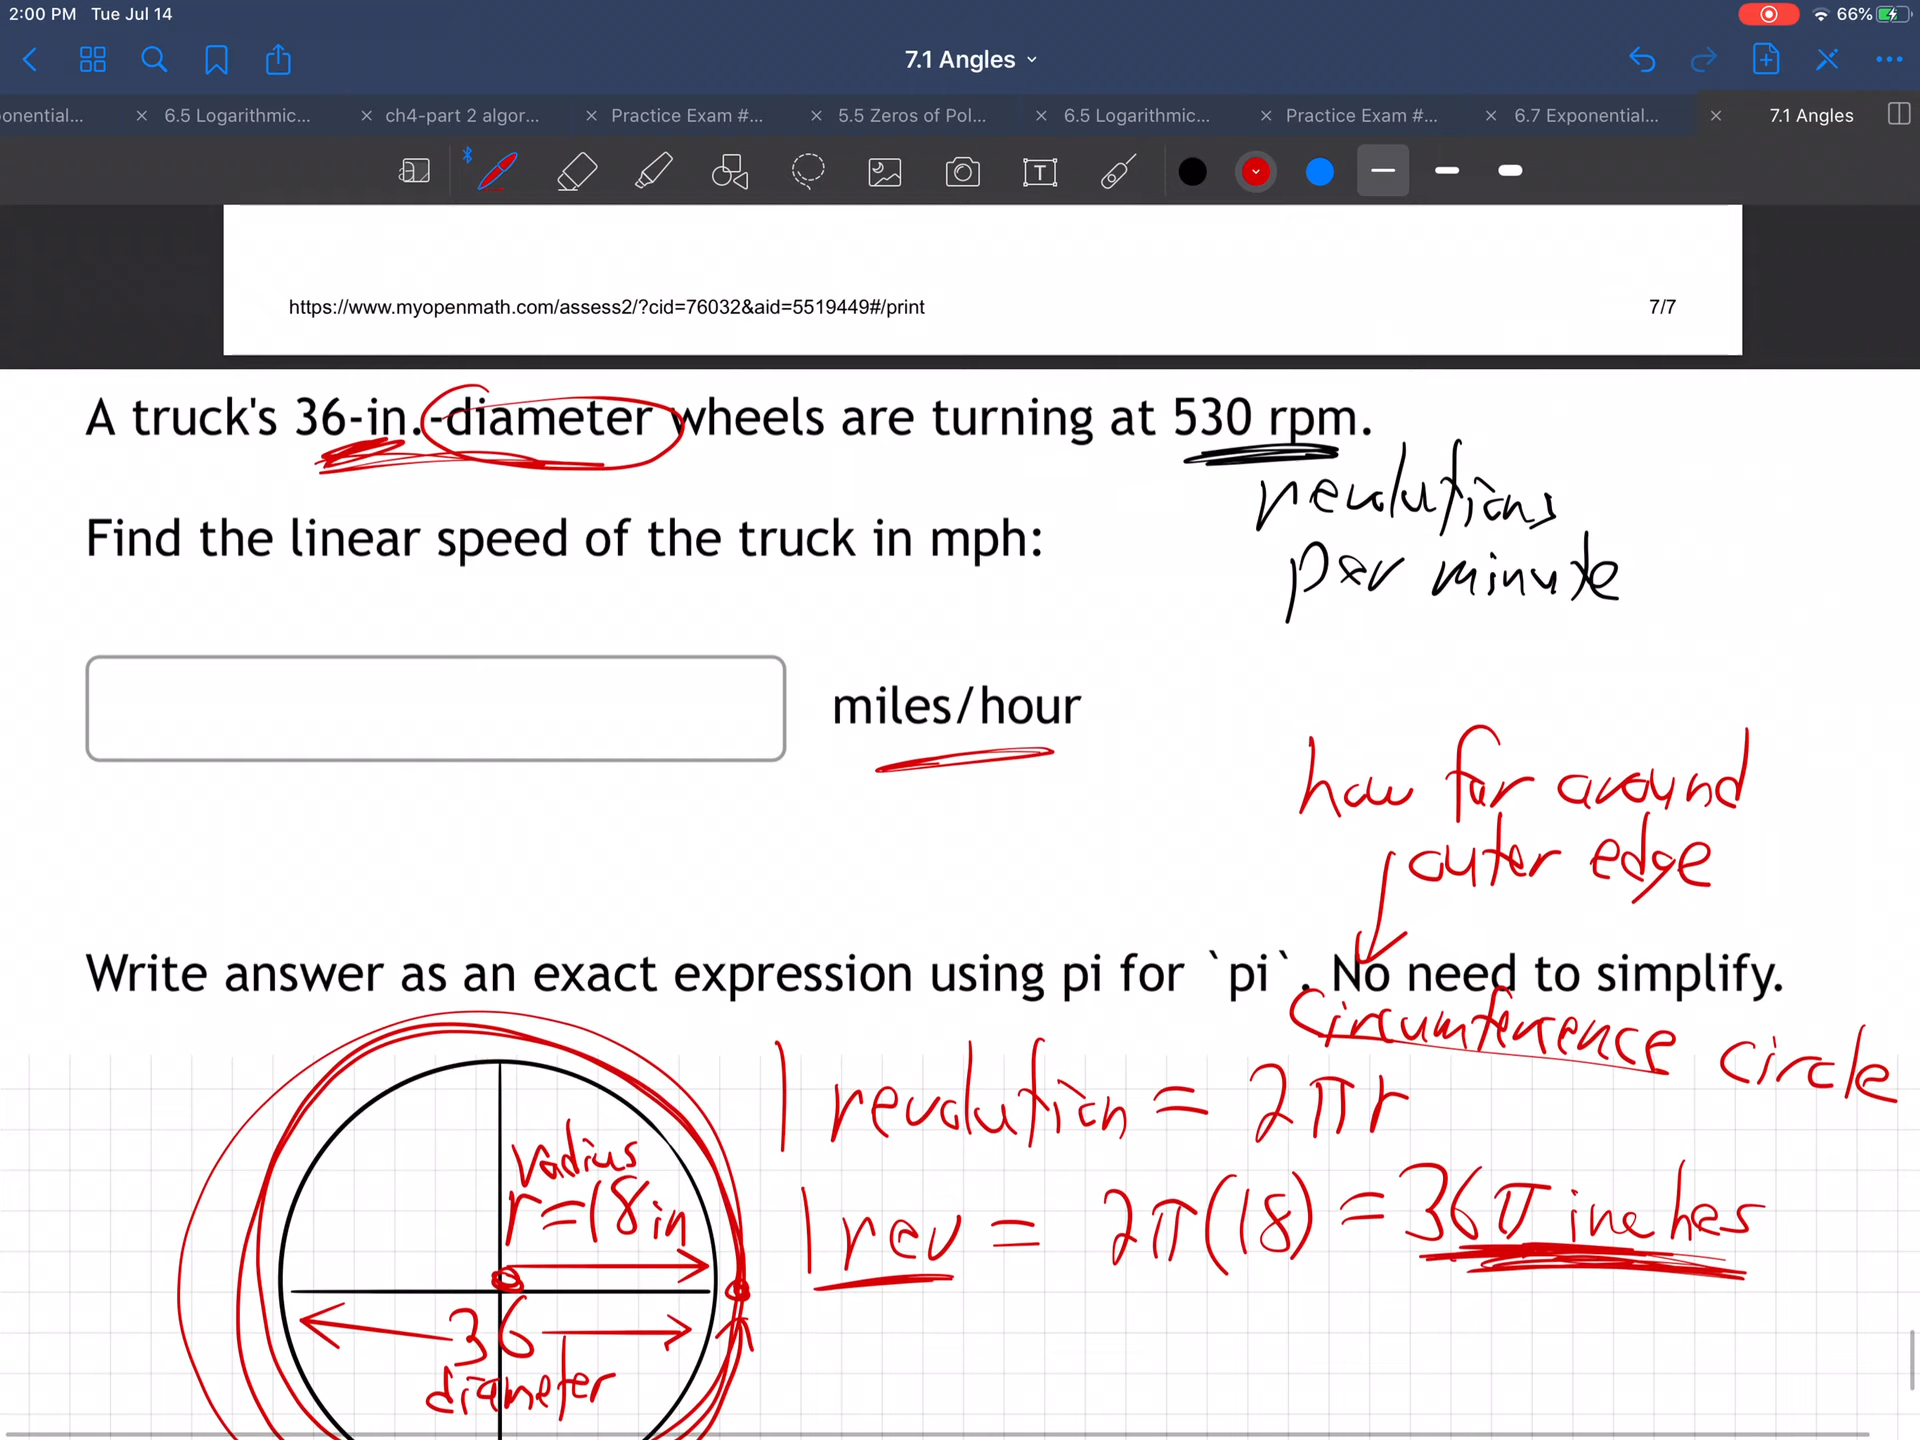 2:00 PM Tue Jul 14
66%
7.1 Angles
onential...
6.5 Logarithmic...
ch4-part 2 algor...
Practice Exam #...
5.5 Zeros of Pol...
6.5 Logarithmic...
Practice Exam #...
6.7 Exponential...
7.1 Angles
T
https://www.myopenmath.com/assess2/?cid=76032&aid=5519449#/print
7/7
A truck's 36-in.-diameter wheels are turning at 530 rpm.
revolutions
per minute
Find the linear speed of the truck in mph:
miles/hour
how far around
outer edge
Write answer as an exact expression using pi for `pi`. No need to simplify.
circumference circle
1 revolution = 2πr
radius
r=18 in
1 rev = 2π(18) = 36π inches
36
diameter